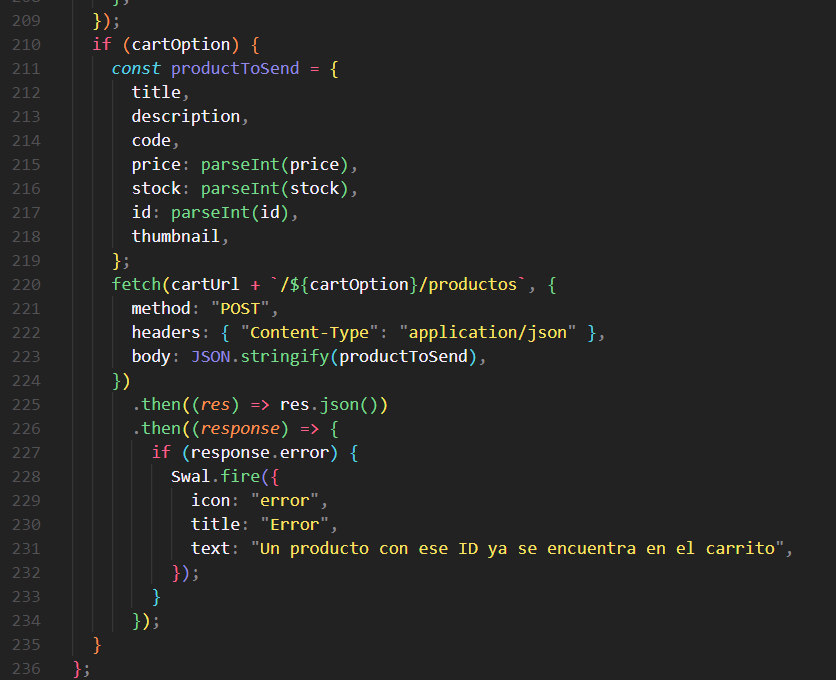 209 });
210 if (cartOption) {
211 const productToSend = {
212 title,
213 description,
214 code,
215 price: parseInt(price),
216 stock: parseInt(stock),
217 id: parseInt(id),
218 thumbnail,
219 };
220 fetch(cartUrl + `/${cartOption}/productos`, {
221 method: "POST",
222 headers: { "Content-Type": "application/json" },
223 body: JSON.stringify(productToSend),
224 })
225 .then((res) => res.json())
226 .then((response) => {
227 if (response.error) {
228 Swal.fire({
229 icon: "error",
230 title: "Error",
231 text: "Un producto con ese ID ya se encuentra en el carrito",
232 });
233 }
234 });
235 }
236 };